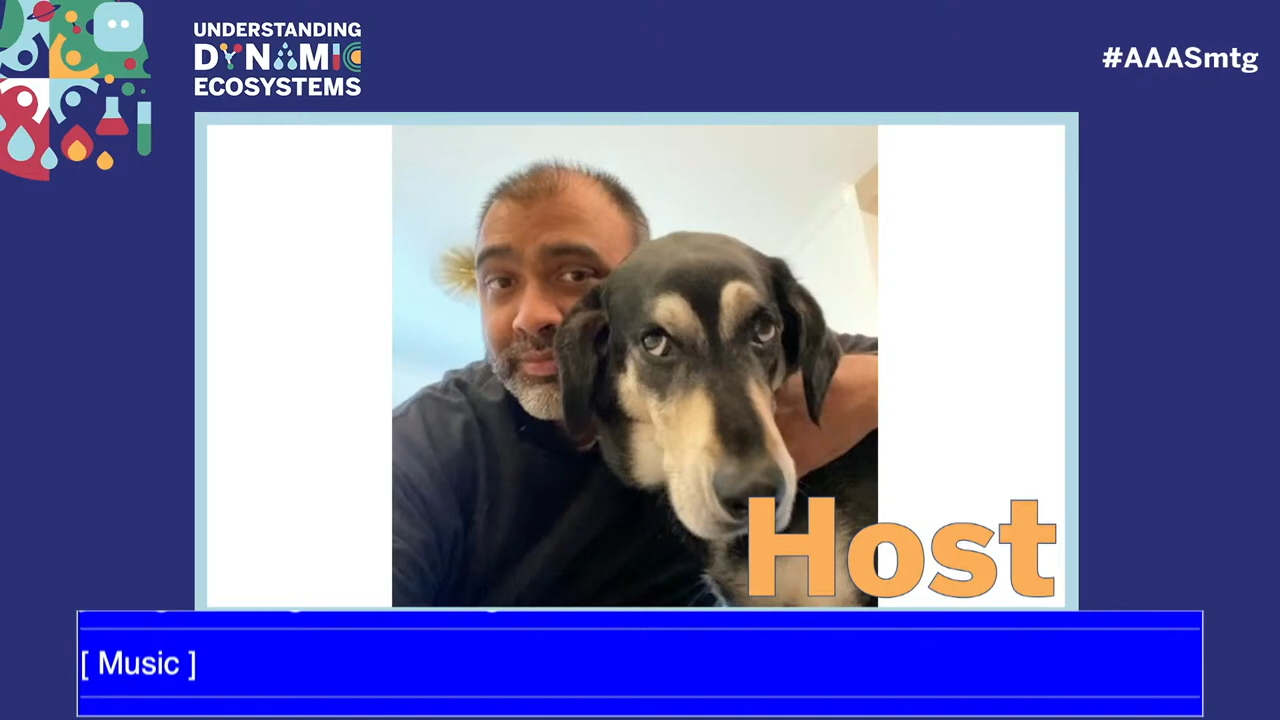 UNDERSTANDING
DYNAMIC
ECOSYSTEMS
#AAASmtg
Host
[ Music ]